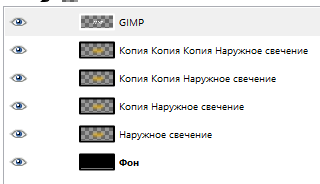 GIMP
Копия Копия Копия Наружное свечение
Копия Копия Наружное свечение
Копия Наружное свечение
Наружное свечение
Фон